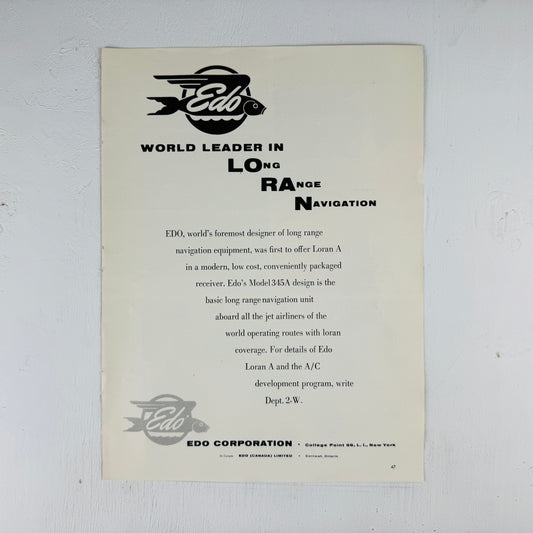 Edo
WORLD LEADER IN
LONG
RANGE
NAVIGATION
EDO, world's foremost designer of long range
navigation equipment, was first to offer Loran A
in a modern, low cost, conveniently packaged
receiver. Edo's Model 345A design is the
basic long range navigation unit
aboard all the jet airliners of the
world operating routes with loran
coverage. For details of Edo
Loran A and the A/C
development program, write
Dept. 2-W.
Edo
EDO CORPORATION • College Point 56, L. I., New York
In Canada EDO (CANADA) LIMITED • Cornwall, Ontario
47